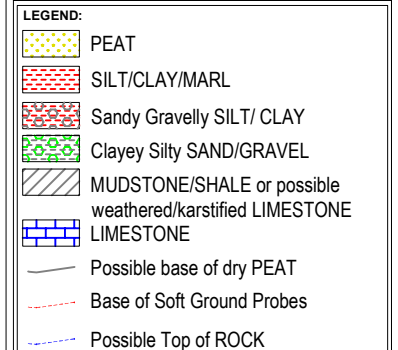 LEGEND:
PEAT
SILT/CLAY/MARL
Sandy Gravelly SILT/ CLAY
Clayey Silty SAND/GRAVEL
MUDSTONE/SHALE or possible
weathered/karstified LIMESTONE
LIMESTONE
Possible base of dry PEAT
Base of Soft Ground Probes
Possible Top of ROCK